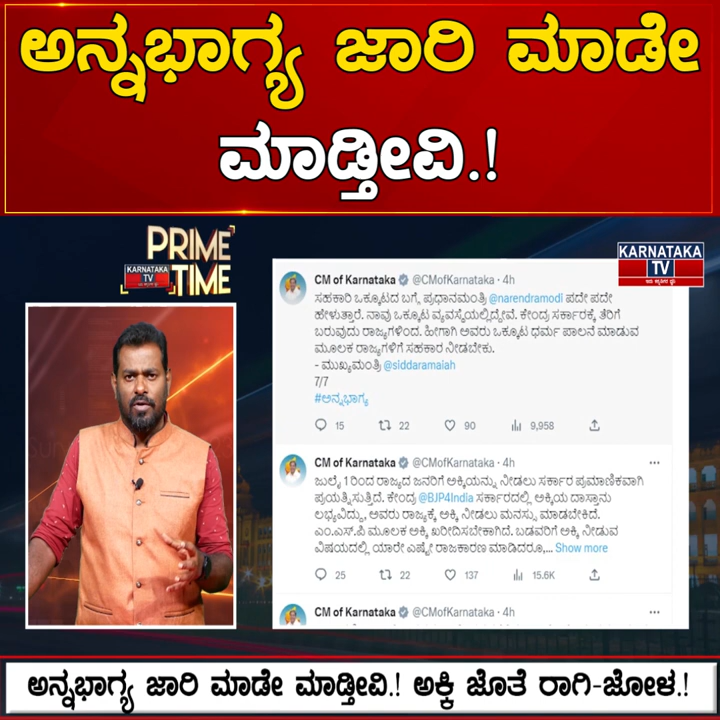 ಅನ್ನಭಾಗ್ಯ ಜಾರಿ ಮಾಡೇ
ಮಾಡ್ತೀವಿ.!
PRIME
KARNATAKA
TV
TIME
KARNATAKA
TV
CM of Karnataka @CMofKarnataka · 4h
ಸಹಕಾರಿ ಒಕ್ಕೂಟದ ಬಗ್ಗೆ ಪ್ರಧಾನಮಂತ್ರಿ @narendramodi ಪದೇ ಪದೇ
ಹೇಳುತ್ತಾರೆ. ನಾವು ಒಕ್ಕೂಟ ವ್ಯವಸ್ಥೆಯಲ್ಲಿದ್ದೇವೆ. ಕೇಂದ್ರ ಸರ್ಕಾರಕ್ಕೆ ತೆರಿಗೆ
ಬರುವುದು ರಾಜ್ಯಗಳಿಂದ. ಹೀಗಾಗಿ ಅವರು ಒಕ್ಕೂಟ ಧರ್ಮ ಪಾಲನೆ ಮಾಡುವ
ಮೂಲಕ ರಾಜ್ಯಗಳಿಗೆ ಸಹಕಾರ ನೀಡಬೇಕು.
- ಮುಖ್ಯಮಂತ್ರಿ @siddaramaiah
7/7
#ಅನ್ನಭಾಗ್ಯ
15 22 90 9,958
CM of Karnataka @CMofKarnataka · 4h
ಜುಲೈ 1 ರಿಂದ ರಾಜ್ಯದ ಜನರಿಗೆ ಅಕ್ಕಿಯನ್ನು ನೀಡಲು ಸರ್ಕಾರ ಪ್ರಮಾಣಿಕವಾಗಿ
ಪ್ರಯತ್ನಿಸುತ್ತಿದೆ. ಕೇಂದ್ರ @BJP4India ಸರ್ಕಾರದಲ್ಲಿ ಅಕ್ಕಿಯ ದಾಸ್ತಾನು
ಲಭ್ಯವಿದ್ದು, ಅವರು ರಾಜ್ಯಕ್ಕೆ ಅಕ್ಕಿ ನೀಡಲು ಮನಸ್ಸು ಮಾಡಬೇಕಿದೆ.
ಎಂ.ಎಸ್.ಪಿ ಮೂಲಕ ಅಕ್ಕಿ ಖರೀದಿಸಬೇಕಾಗಿದೆ. ಬಡವರಿಗೆ ಅಕ್ಕಿ ನೀಡುವ
ವಿಷಯದಲ್ಲಿ ಯಾರೇ ಎಷ್ಟೇ ರಾಜಕಾರಣ ಮಾಡಿದರೂ,... Show more
25 22 137 15.6K
CM of Karnataka @CMofKarnataka · 4h
ಅನ್ನಭಾಗ್ಯ ಜಾರಿ ಮಾಡೇ ಮಾಡ್ತೀವಿ.! ಅಕ್ಕಿ ಜೊತೆ ರಾಗಿ-ಜೋಳ.!